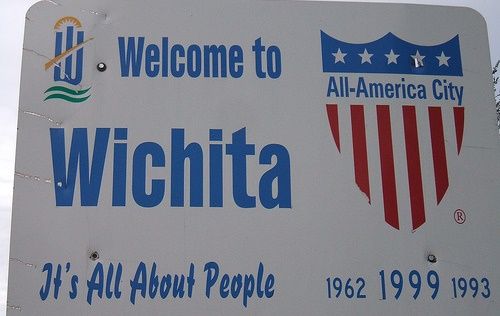 Welcome to
Wichita
It's All About People
All-America City
®
1962 1999 1993